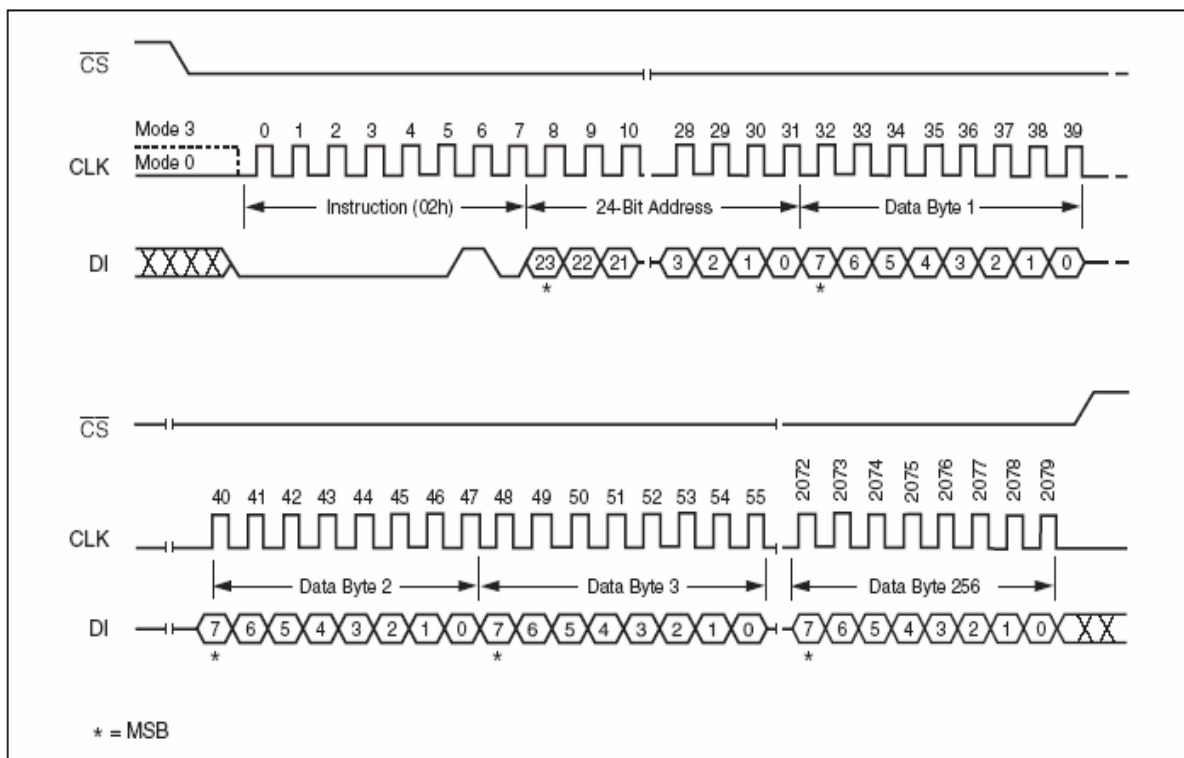 CS
Mode 3
0 1 2 3 4 5 6 7 8 9 10 28 29 30 31 32 33 34 35 36 37 38 39
CLK
Mode 0
Instruction (02h) 24-Bit Address Data Byte 1
DI 23 22 21 3 2 1 0 7 6 5 4 3 2 1 0
* *
CS
40 41 42 43 44 45 46 47 48 49 50 51 52 53 54 55 2072 2073 2074 2075 2076 2077 2078 2079
CLK
Data Byte 2 Data Byte 3 Data Byte 256
DI 7 6 5 4 3 2 1 0 7 6 5 4 3 2 1 0 7 6 5 4 3 2 1 0
* * *
* = MSB